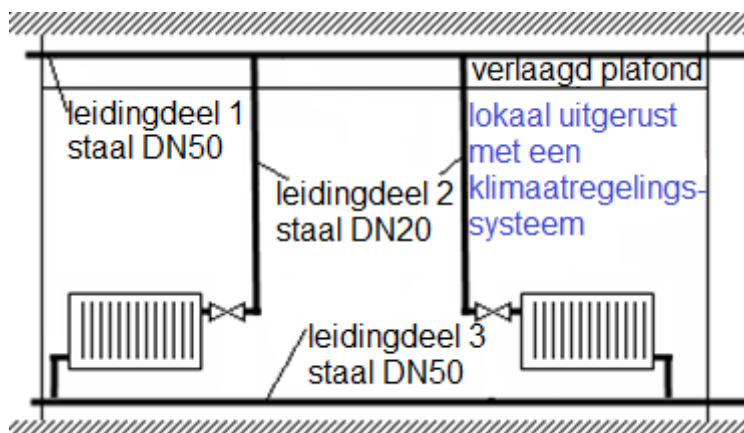 verlaagd plafond
leidingdeel 1
staal DN50
lokaal uitgerust
met een
klimaatregelings-
systeem
leidingdeel 2
staal DN20
leidingdeel 3
staal DN50